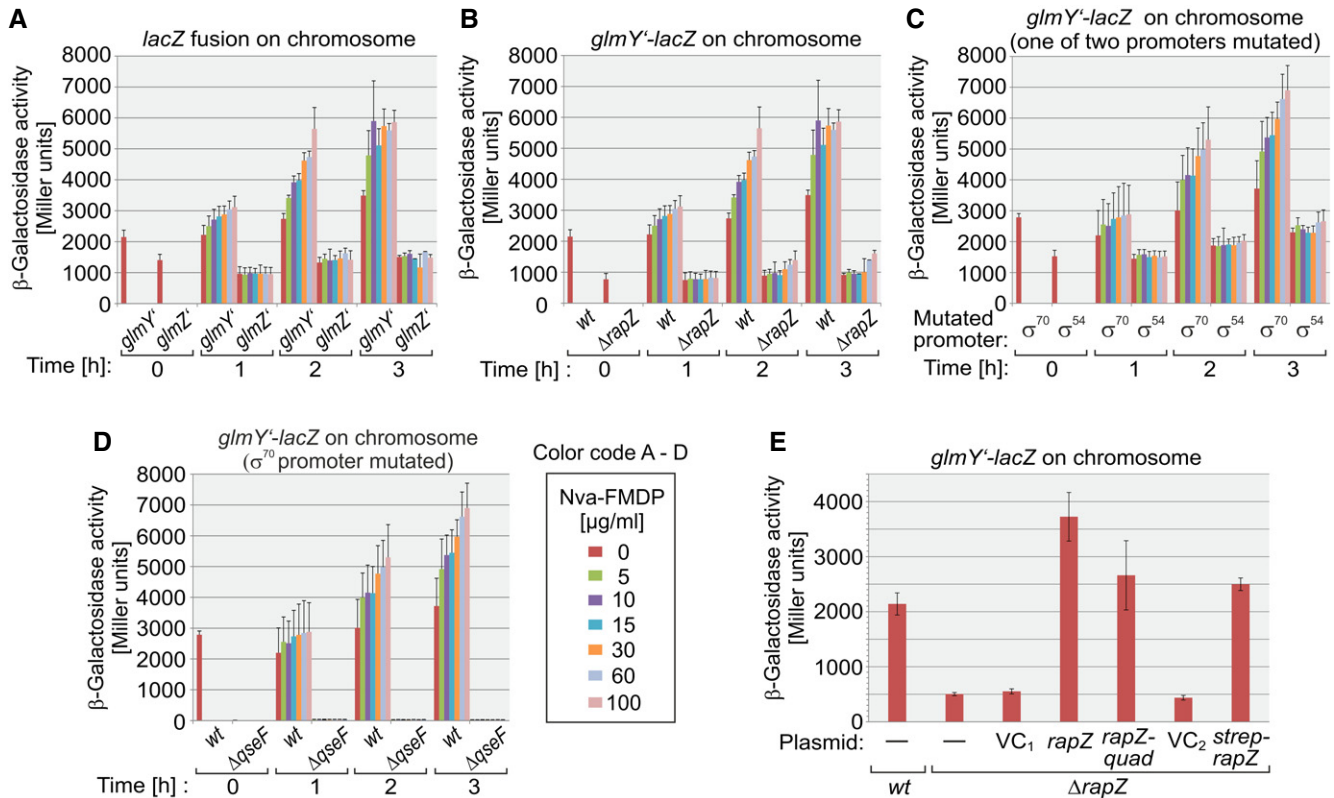 A
lacZ fusion on chromosome
β-Galactosidase activity
[Miller units]
8000
7000
6000
5000
4000
3000
2000
1000
0
glmY‘ glmZ‘ glmY‘ glmZ‘ glmY‘ glmZ‘ glmY‘ glmZ‘
Time [h] : 0 1 2 3
B
glmY‘-lacZ on chromosome
β-Galactosidase activity
[Miller units]
8000
7000
6000
5000
4000
3000
2000
1000
0
wt ΔrapZ wt ΔrapZ wt ΔrapZ wt ΔrapZ
Time [h] : 0 1 2 3
C
glmY‘-lacZ on chromosome
(one of two promoters mutated)
β-Galactosidase activity
[Miller units]
8000
7000
6000
5000
4000
3000
2000
1000
0
Mutated
promoter: σ⁷⁰ σ⁵⁴ σ⁷⁰ σ⁵⁴ σ⁷⁰ σ⁵⁴ σ⁷⁰ σ⁵⁴
Time [h]: 0 1 2 3
D
glmY‘-lacZ on chromosome
(σ⁷⁰ promoter mutated)
β-Galactosidase activity
[Miller units]
8000
7000
6000
5000
4000
3000
2000
1000
0
wt ΔqseF wt ΔqseF wt ΔqseF wt ΔqseF
Time [h] : 0 1 2 3
Color code A - D
Nva-FMDP
[µg/ml]
0
5
10
15
30
60
100
E
glmY‘-lacZ on chromosome
β-Galactosidase activity
[Miller units]
4000
3000
2000
1000
0
Plasmid: — — VC₁ rapZ rapZ-quad VC₂ strep-rapZ
wt ΔrapZ